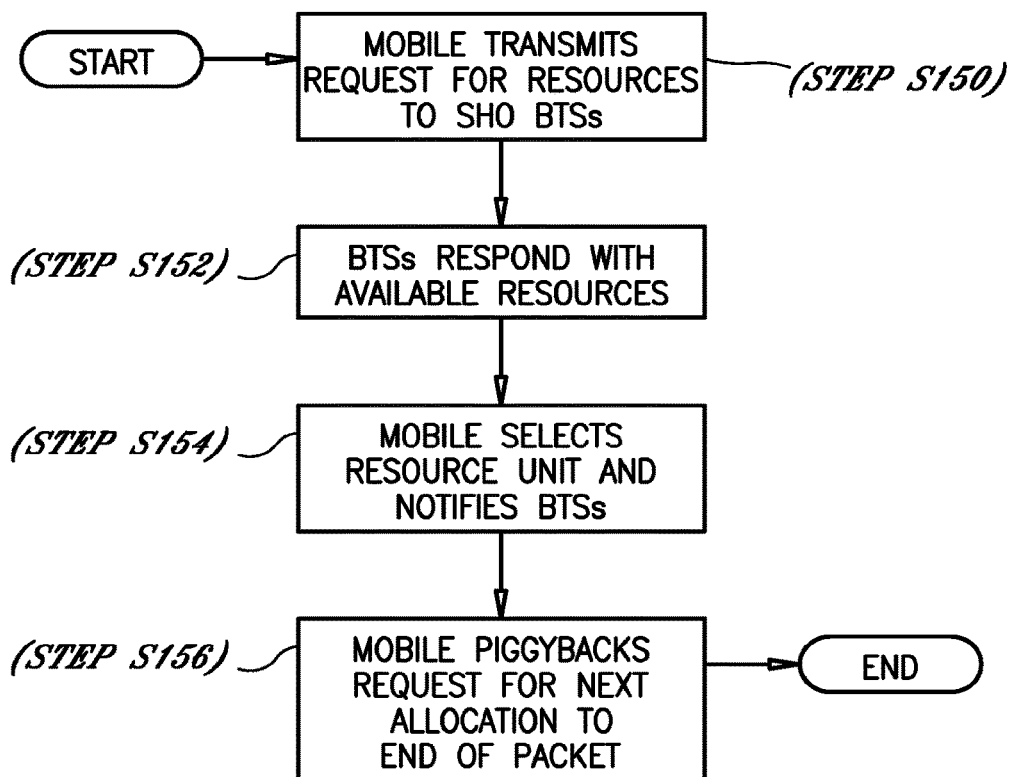 START
MOBILE TRANSMITS
REQUEST FOR RESOURCES
TO SHO BTSs
(STEP S150)
(STEP S152)
BTSs RESPOND WITH
AVAILABLE RESOURCES
(STEP S154)
MOBILE SELECTS
RESOURCE UNIT AND
NOTIFIES BTSs
(STEP S156)
MOBILE PIGGYBACKS
REQUEST FOR NEXT
ALLOCATION TO
END OF PACKET
END